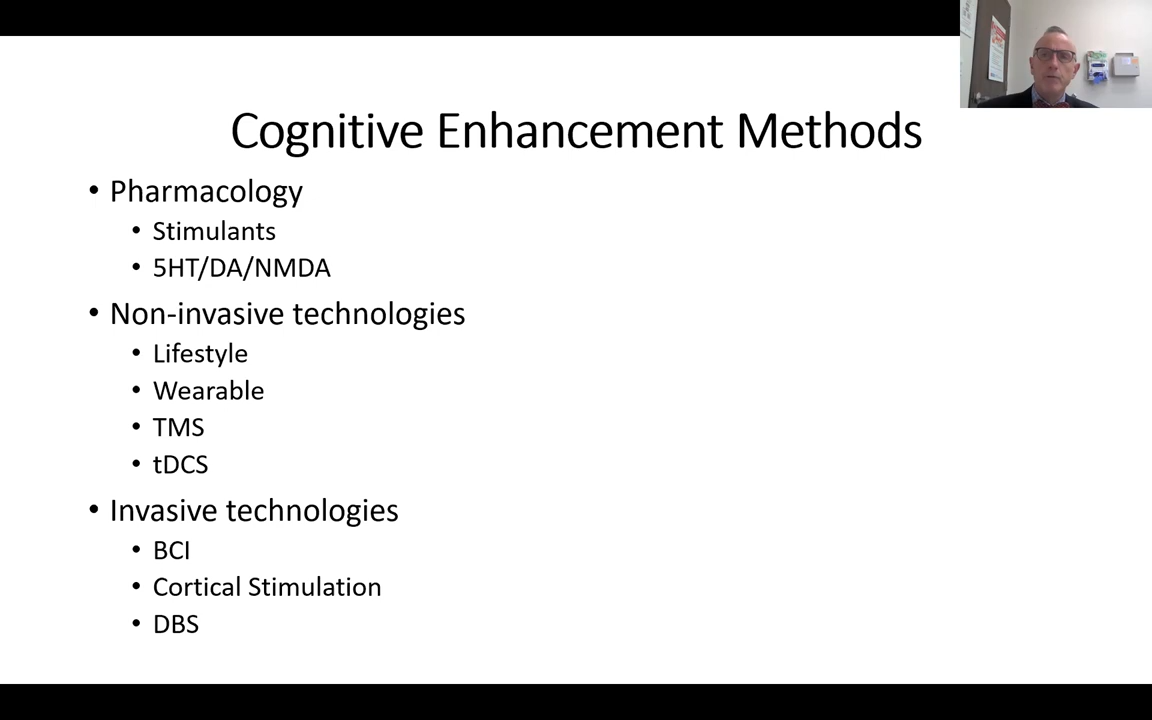 Cognitive Enhancement Methods
• Pharmacology
• Stimulants
• 5HT/DA/NMDA
• Non-invasive technologies
• Lifestyle
• Wearable
• TMS
• tDCS
• Invasive technologies
• BCI
• Cortical Stimulation
• DBS